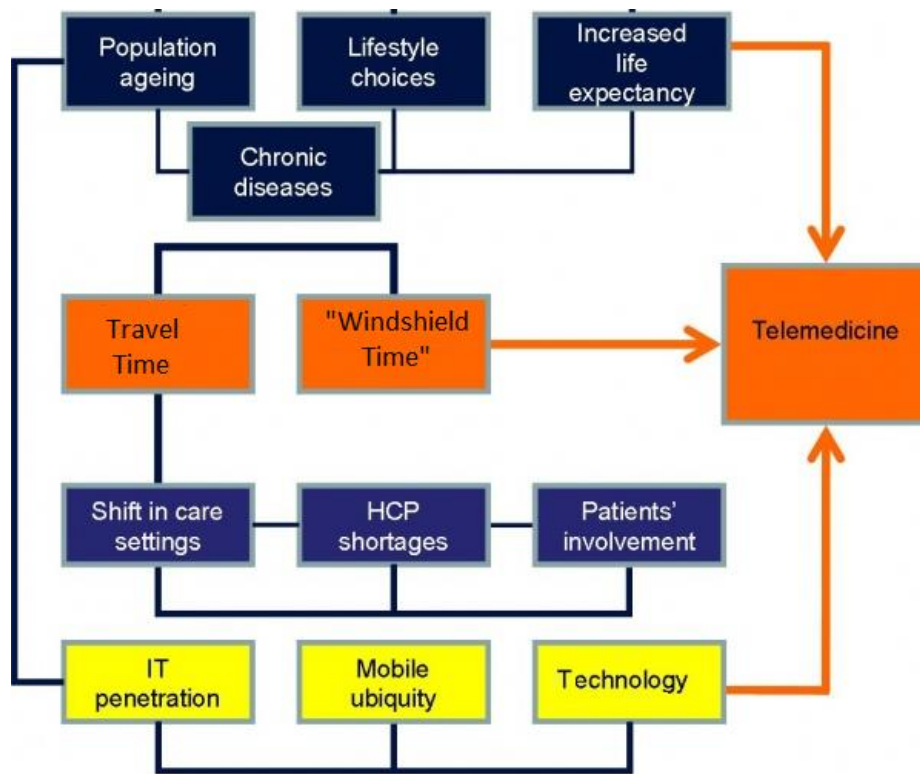 Population
ageing
Lifestyle
choices
Increased
life
expectancy
Chronic
diseases
Travel
Time
"Windshield
Time"
Telemedicine
Shift in care
settings
HCP
shortages
Patients'
involvement
IT
penetration
Mobile
ubiquity
Technology